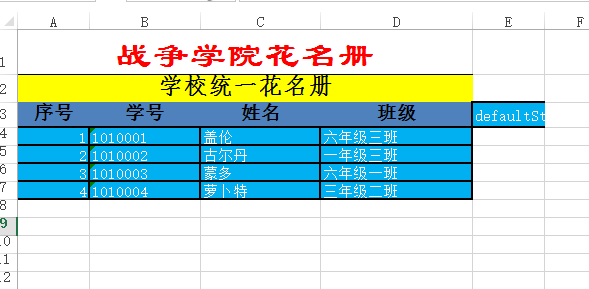 A B C D E F
1 战争学院花名册
2 学校统一花名册
3 序号 学号 姓名 班级 defaultSt
4 1 1010001 盖伦 六年级三班
5 2 1010002 古尔丹 一年级三班
6 3 1010003 蒙多 六年级一班
7 4 1010004 萝卜特 三年级二班
8
9
10
11
12